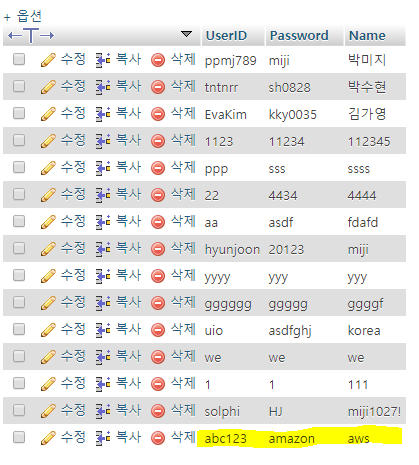 + 옵션
←T→ UserID Password Name
수정 복사 삭제 ppmj789 miji 박미지
수정 복사 삭제 tntnrr sh0828 박수현
수정 복사 삭제 EvaKim kky0035 김가영
수정 복사 삭제 1123 11234 112345
수정 복사 삭제 ppp sss ssss
수정 복사 삭제 22 4434 4444
수정 복사 삭제 aa asdf fdafd
수정 복사 삭제 hyunjoon 20123 miji
수정 복사 삭제 yyyy yyy yyy
수정 복사 삭제 gggggg ggggg ggggf
수정 복사 삭제 uio asdfghj korea
수정 복사 삭제 we we we
수정 복사 삭제 1 1 111
수정 복사 삭제 solphi HJ miji1027!
수정 복사 삭제 abc123 amazon aws